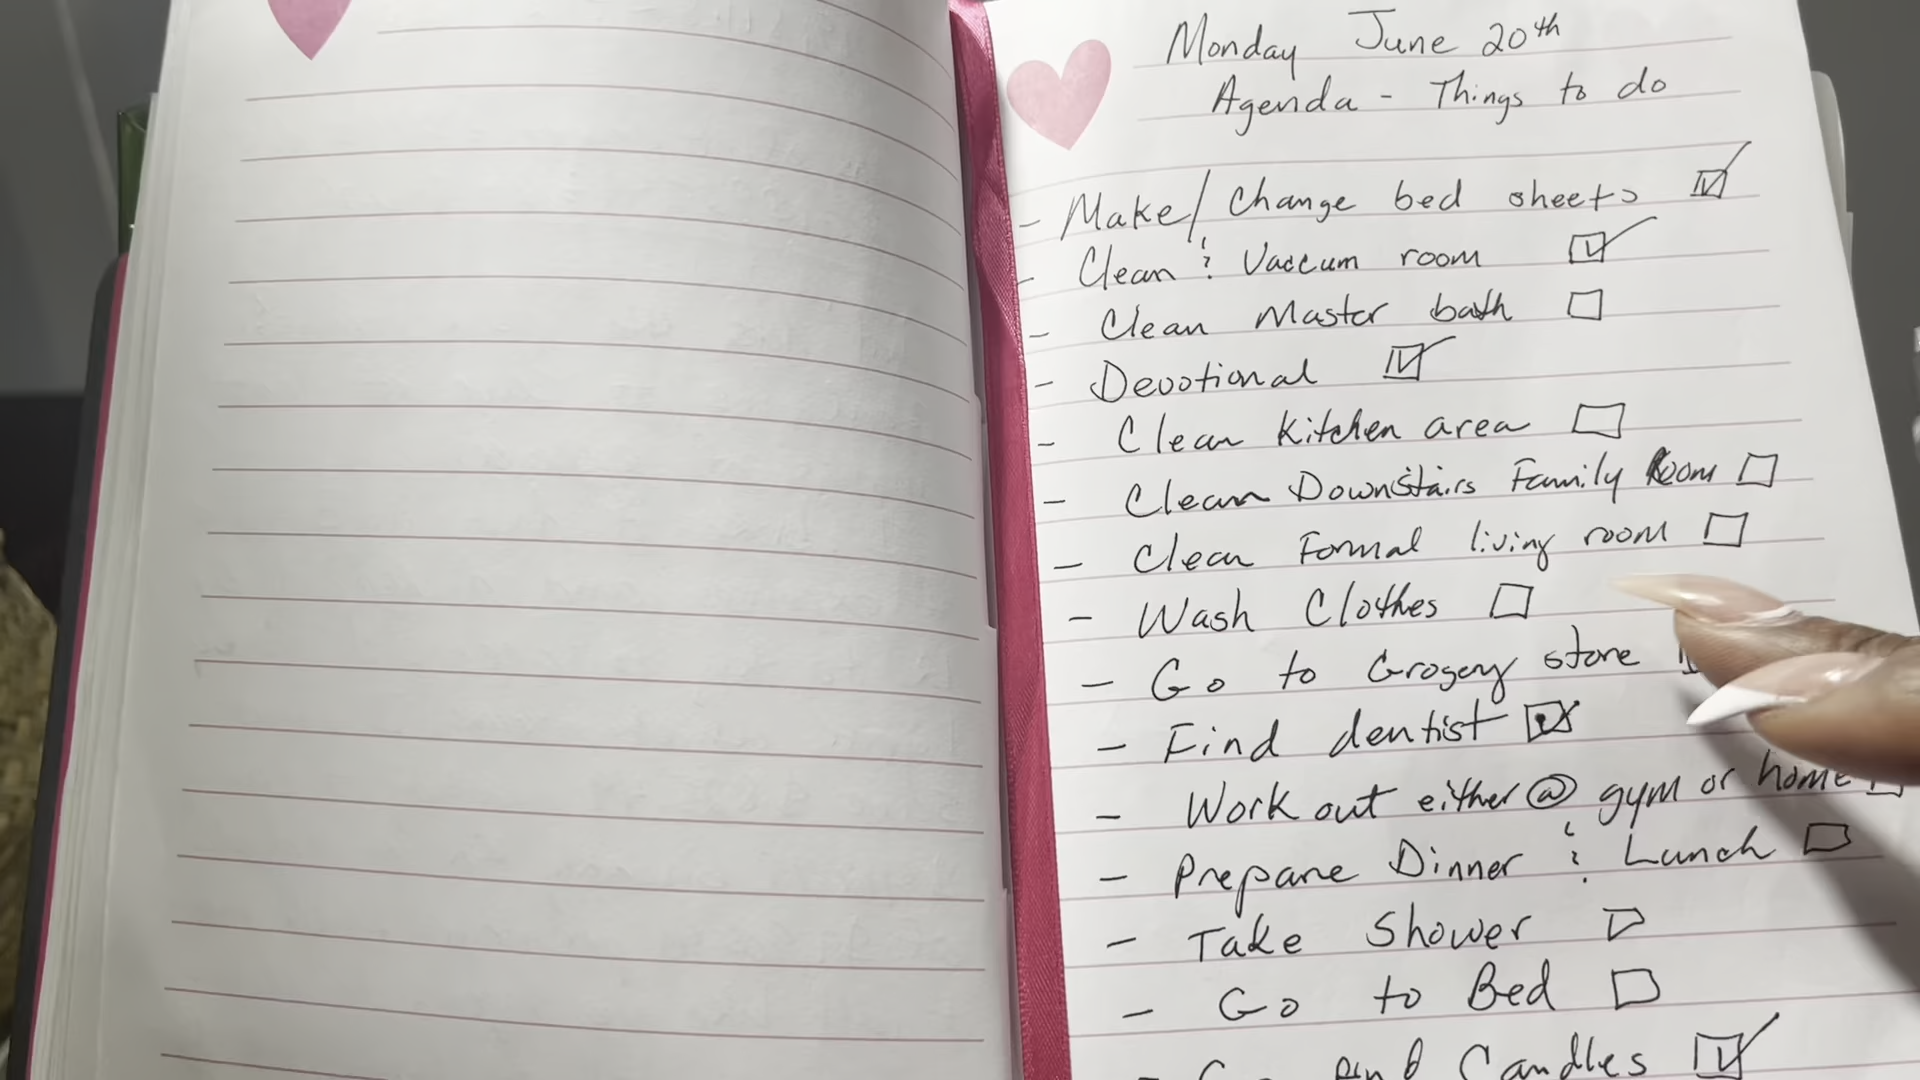 Monday June 20th
Agenda - Things to do
- Make/Change bed sheets
- Clean & Vaccum room
- Clean Master bath
- Devotional
- Clean Kitchen area
- Clean Downstairs Family Room
- Clean Formal living room
- Wash Clothes
- Go to Grogery store
- Find dentist
- Work out either @ gym or home
- Prepare Dinner & Lunch
- Take Shower
- Go to Bed
- Candles